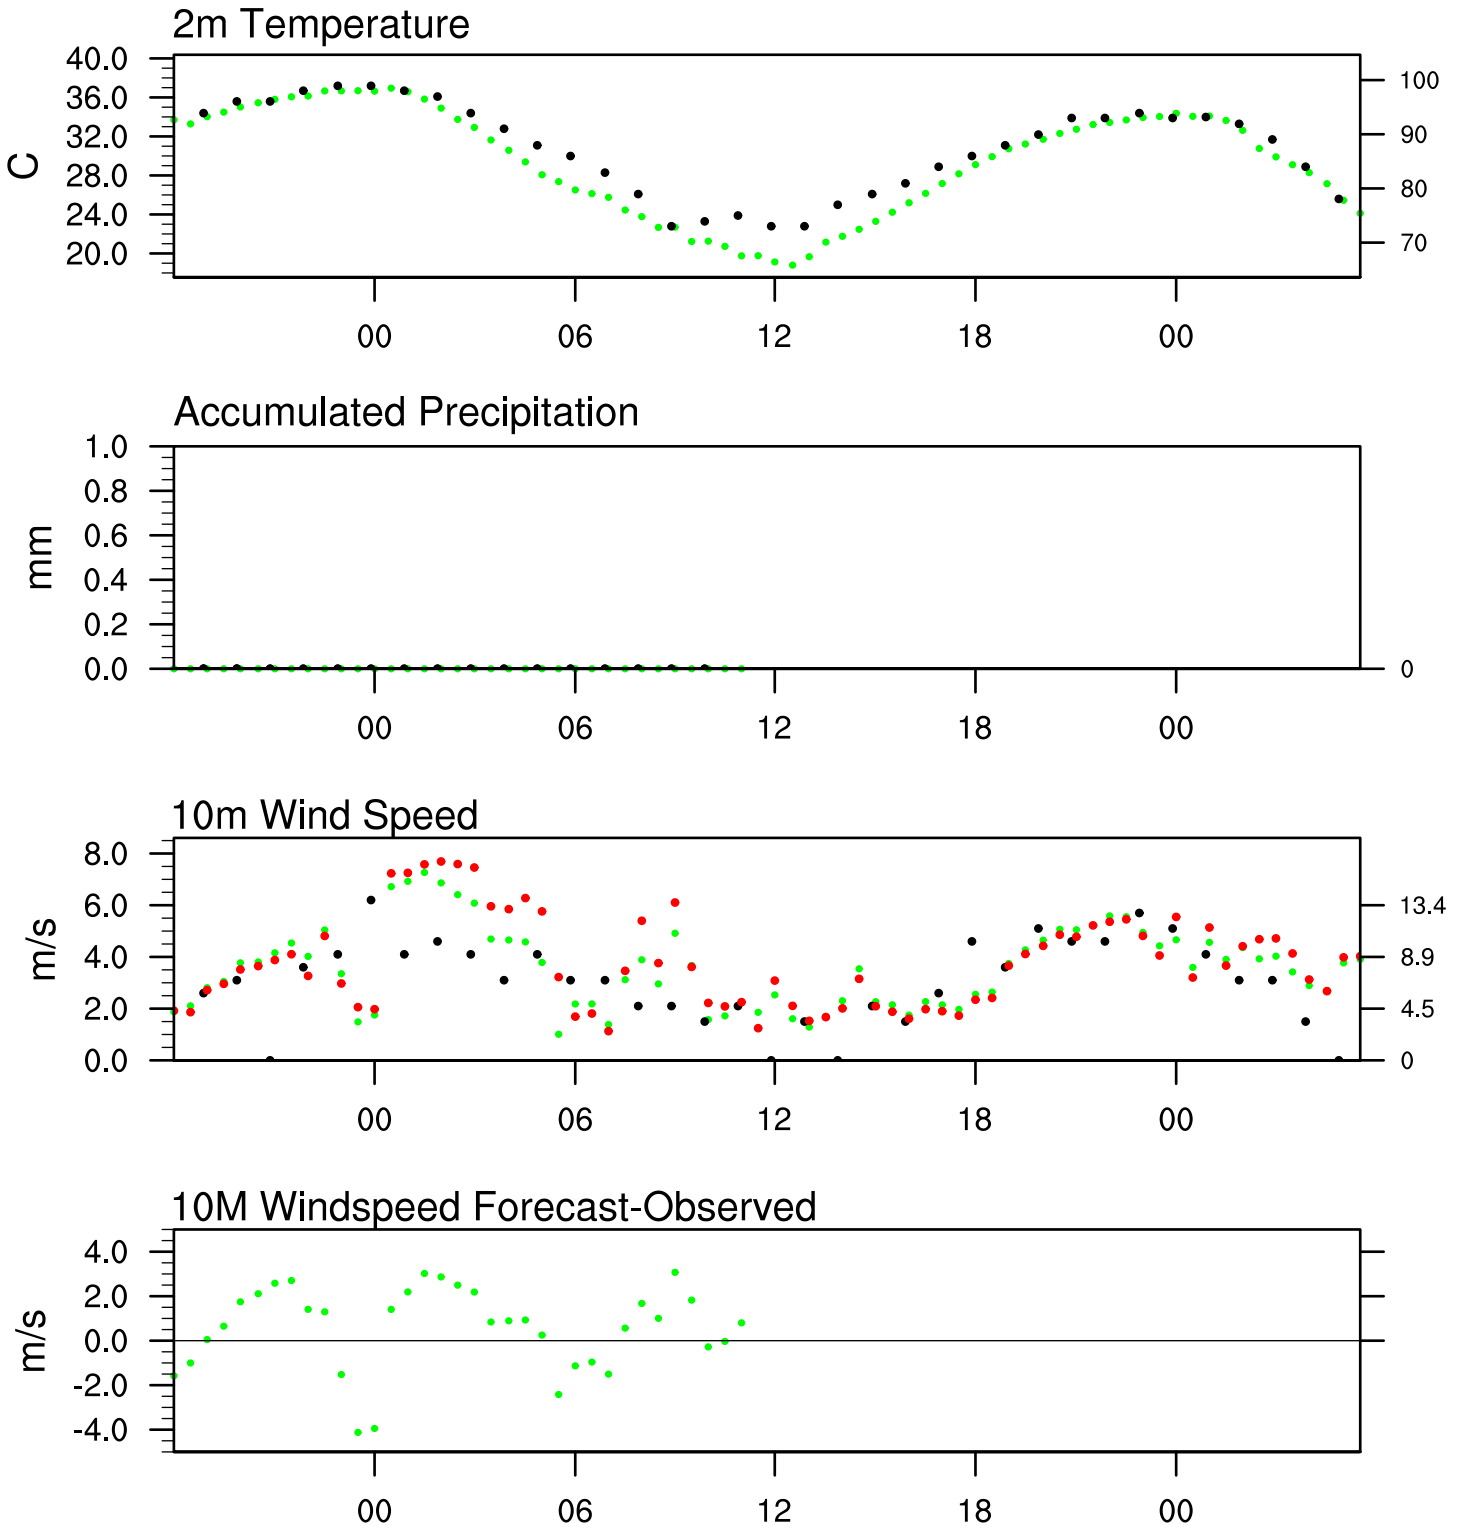 2m Temperature
40.0
36.0
32.0
28.0
24.0
20.0
C
100
90
80
70
00 06 12 18 00
Accumulated Precipitation
1.0
0.8
0.6
0.4
0.2
0.0
mm
0
00 06 12 18 00
10m Wind Speed
8.0
6.0
4.0
2.0
0.0
m/s
13.4
8.9
4.5
0
00 06 12 18 00
10M Windspeed Forecast-Observed
4.0
2.0
0.0
-2.0
-4.0
m/s
00 06 12 18 00